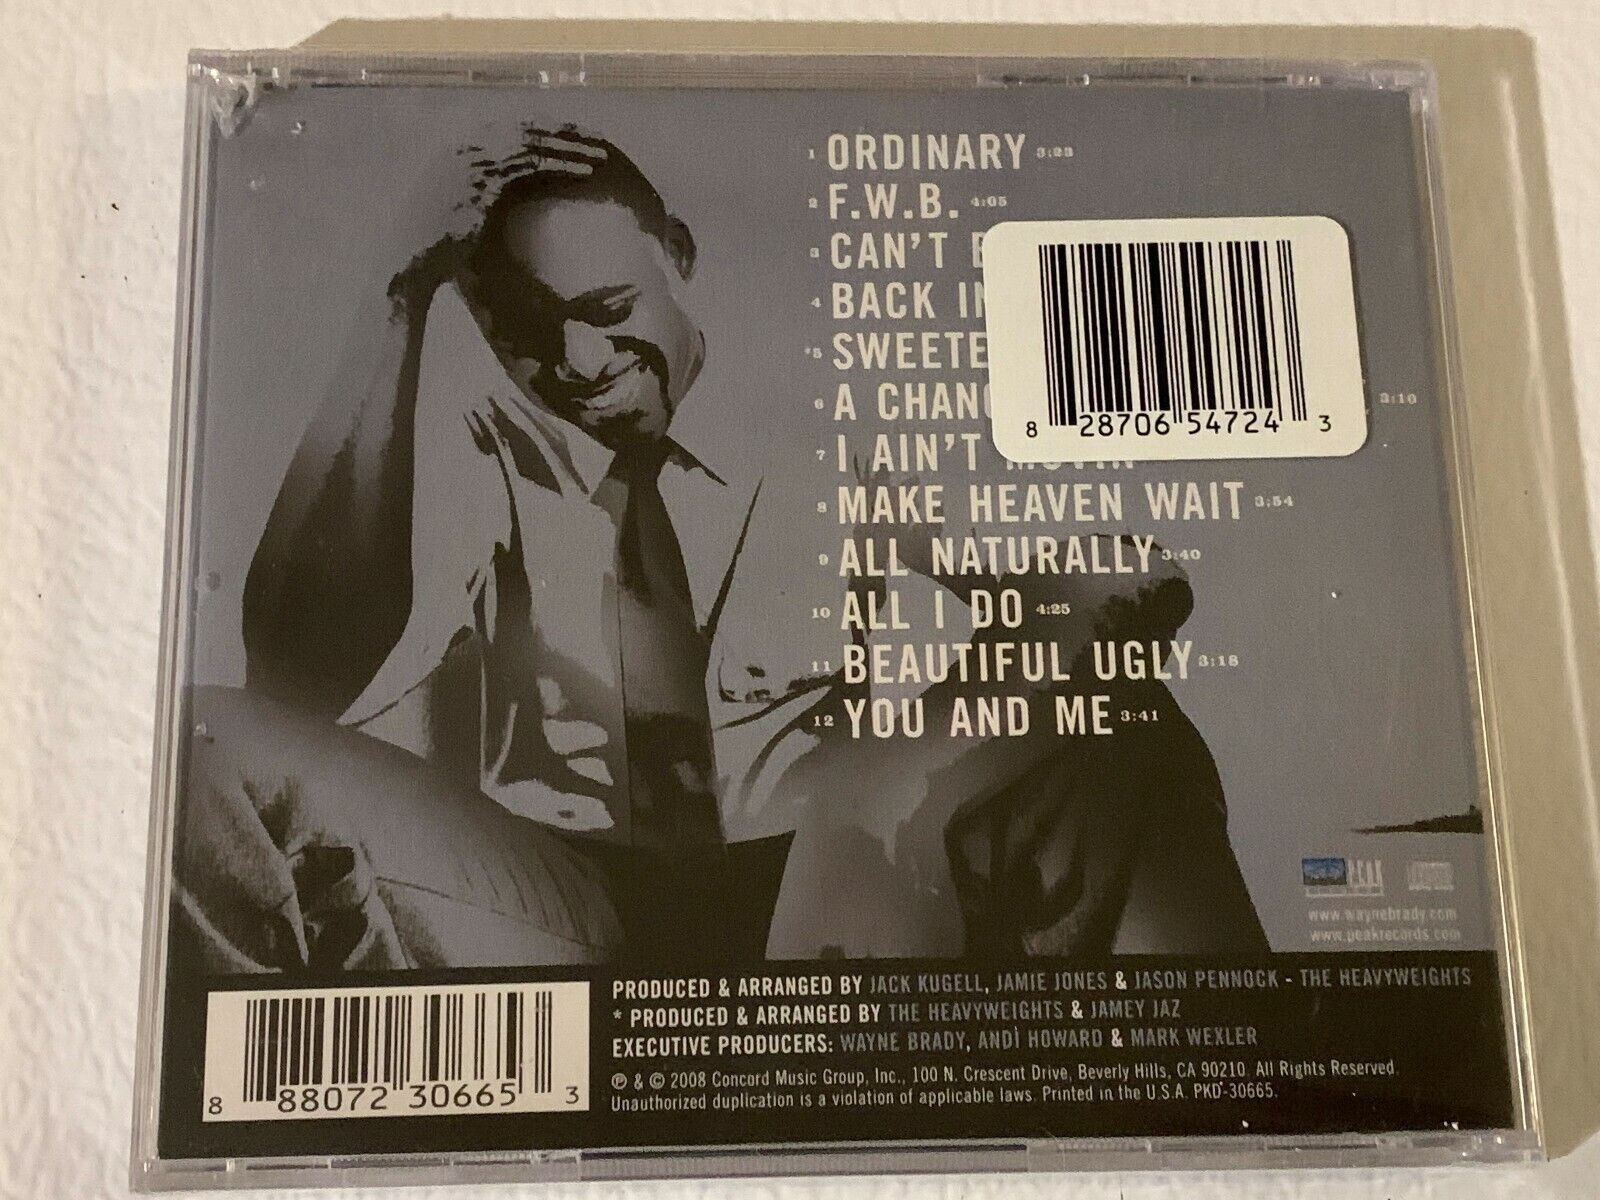 1 ORDINARY 3:23
2 F.W.B. 4:05
3 CAN'T
4 BACK
*5
6 A 3:10
7 I AIN'T
8 MAKE HEAVEN WAIT 3:54
9 ALL NATURALLY 3:40
10 ALL I DO 4:25
11 BEAUTIFUL UGLY 3:18
12 YOU AND ME 3:41
8 28706 54724 3
www.waynebrady.com
www.peakrecords.com
PRODUCED & ARRANGED BY JACK KUGELL, JAMIE JONES & JASON PENNOCK - THE HEAVYWEIGHTS
* PRODUCED & ARRANGED BY THE HEAVYWEIGHTS & JAMEY JAZ
EXECUTIVE PRODUCERS: WAYNE BRADY, ANDÌ HOWARD & MARK WEXLER
℗ & © 2008 Concord Music Group, Inc., 100 N. Crescent Drive, Beverly Hills, CA 90210. All Rights Reserved.
Unauthorized duplication is a violation of applicable laws. Printed in the U.S.A. PKD-30665.
8 88072 30665 3